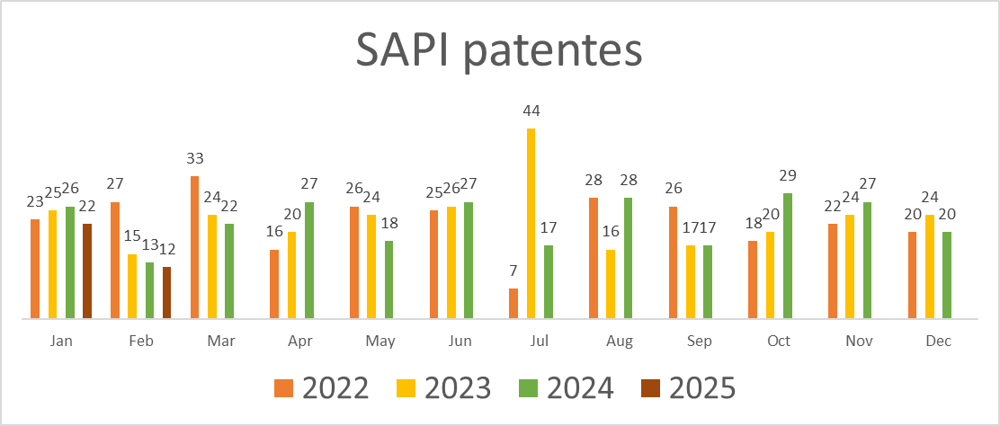 SAPI patentes
23 25 26 22
27 15 13 12
33 24 22
16 20 27
26 24 18
25 26 27
7 44 17
28 16 28
26 17 17
18 20 29
22 24 27
20 24 20
Jan Feb Mar Apr May Jun Jul Aug Sep Oct Nov Dec
2022 2023 2024 2025